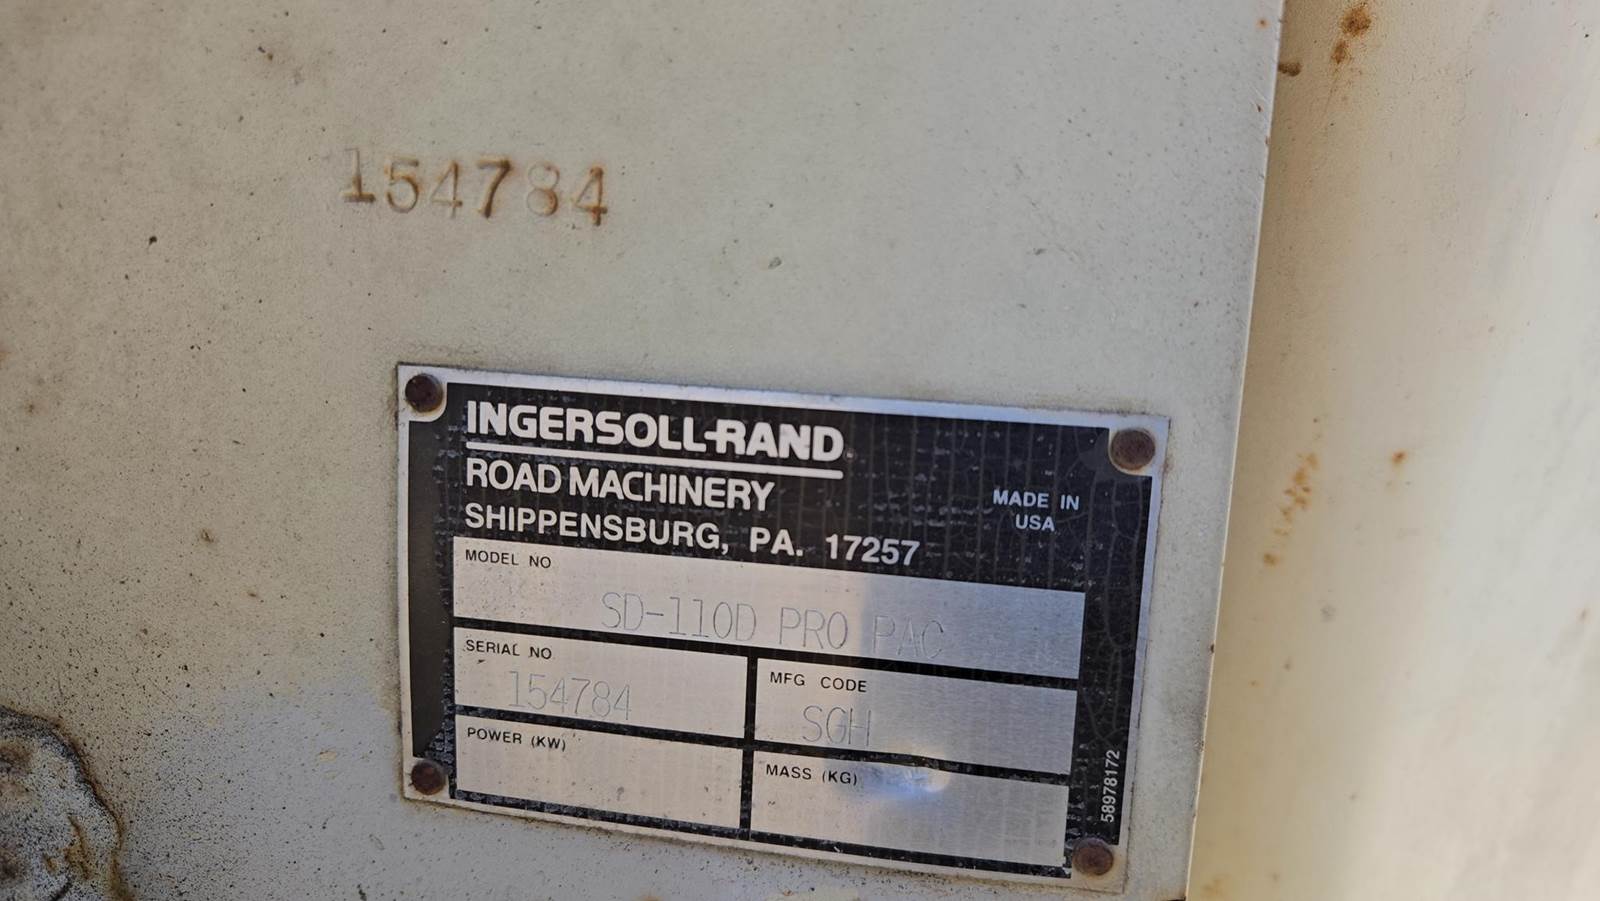 154784
INGERSOLL-RAND
ROAD MACHINERY
SHIPPENSBURG, PA. 17257
MADE IN
USA
MODEL NO
SD-110D PRO PAC
SERIAL NO
154784
MFG CODE
SGH
POWER (KW)
MASS (KG)
58978172